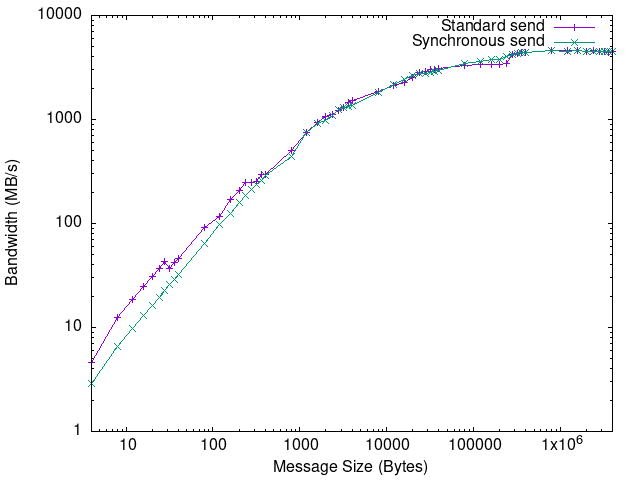 10000
1000
100
10
1
Bandwidth (MB/s)
Standard send
Synchronous send
10 100 1000 10000 100000 1x10⁶
Message Size (Bytes)